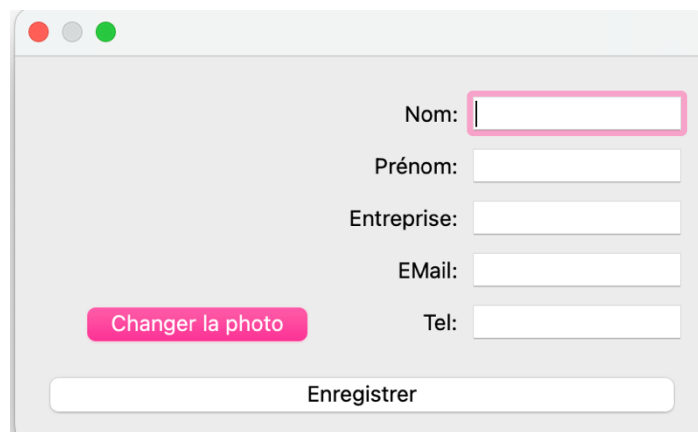 Nom:
Prénom:
Entreprise:
EMail:
Changer la photo
Tel:
Enregistrer